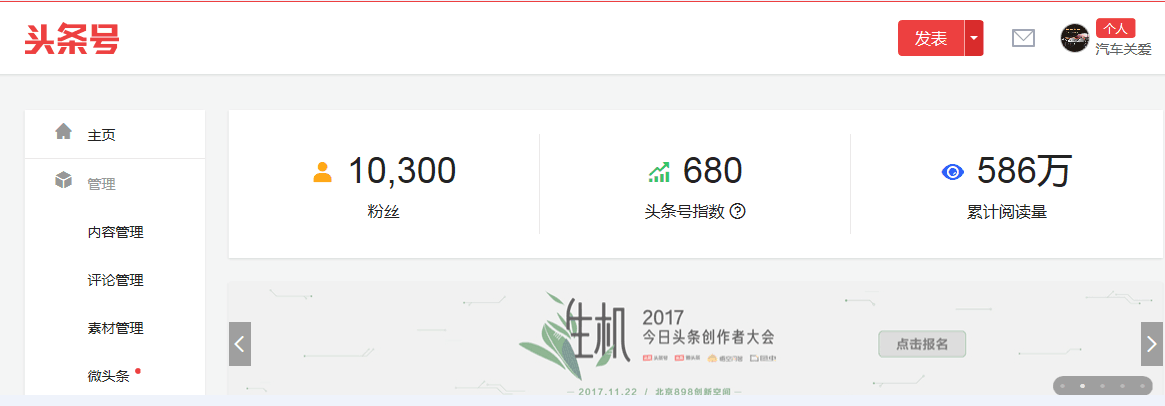 头条号
发表
个人
汽车关爱
主页
管理
内容管理
评论管理
素材管理
微头条
10,300
粉丝
680
头条号指数
586万
累计阅读量
生机
2017
今日头条创作者大会
点击报名
2017.11.22 / 北京898创新空间